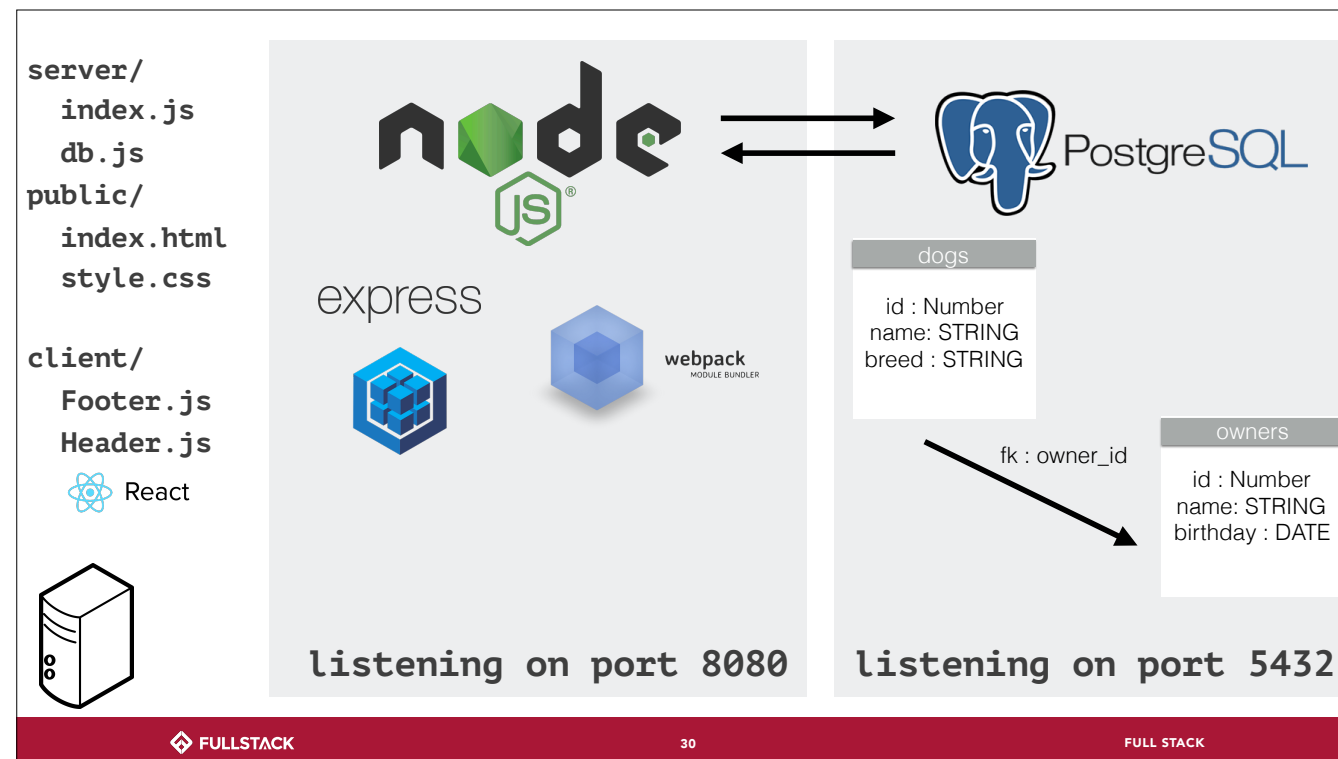 server/
index.js
db.js
public/
index.html
style.css
client/
Footer.js
Header.js
React
node
JS®
express
webpack
MODULE BUNDLER
listening on port 8080
PostgreSQL
dogs
id : Number
name: STRING
breed : STRING
fk : owner_id
owners
id : Number
name: STRING
birthday : DATE
listening on port 5432
FULLSTACK
30
FULL STACK